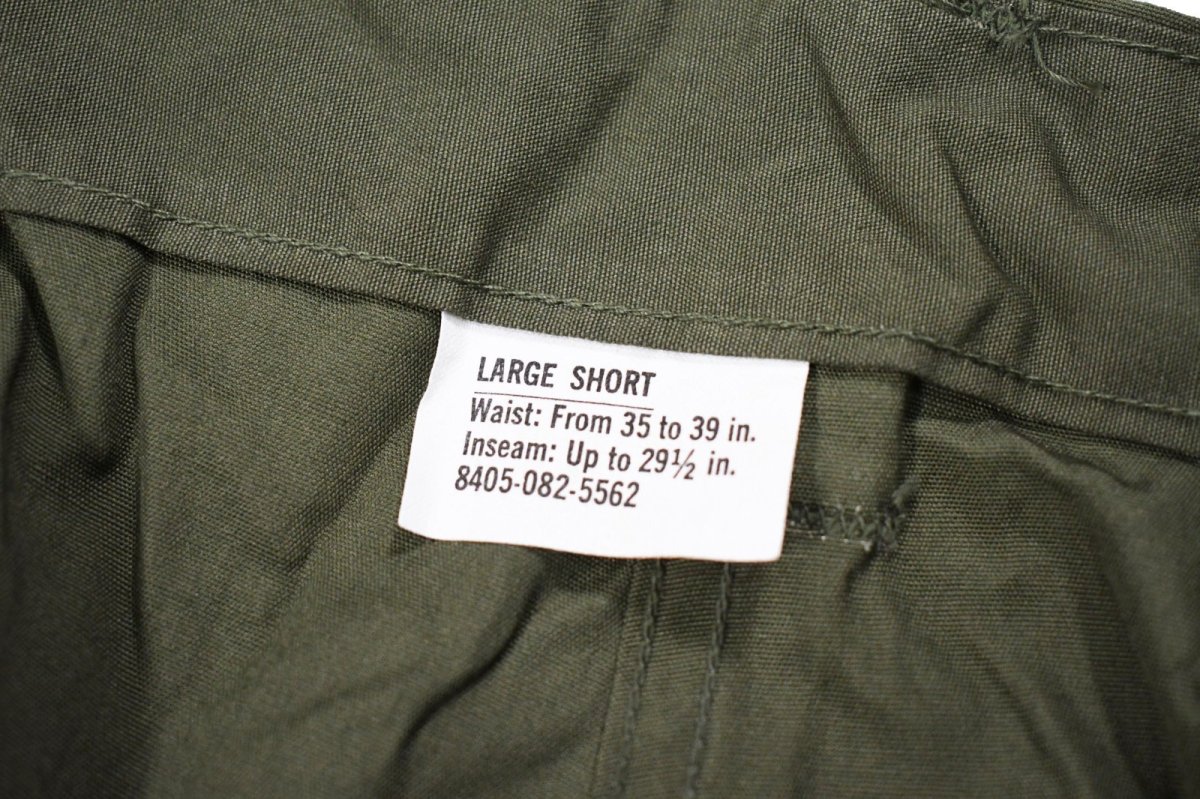 LARGE SHORT
Waist: From 35 to 39 in.
Inseam: Up to 29½ in.
8405-082-5562